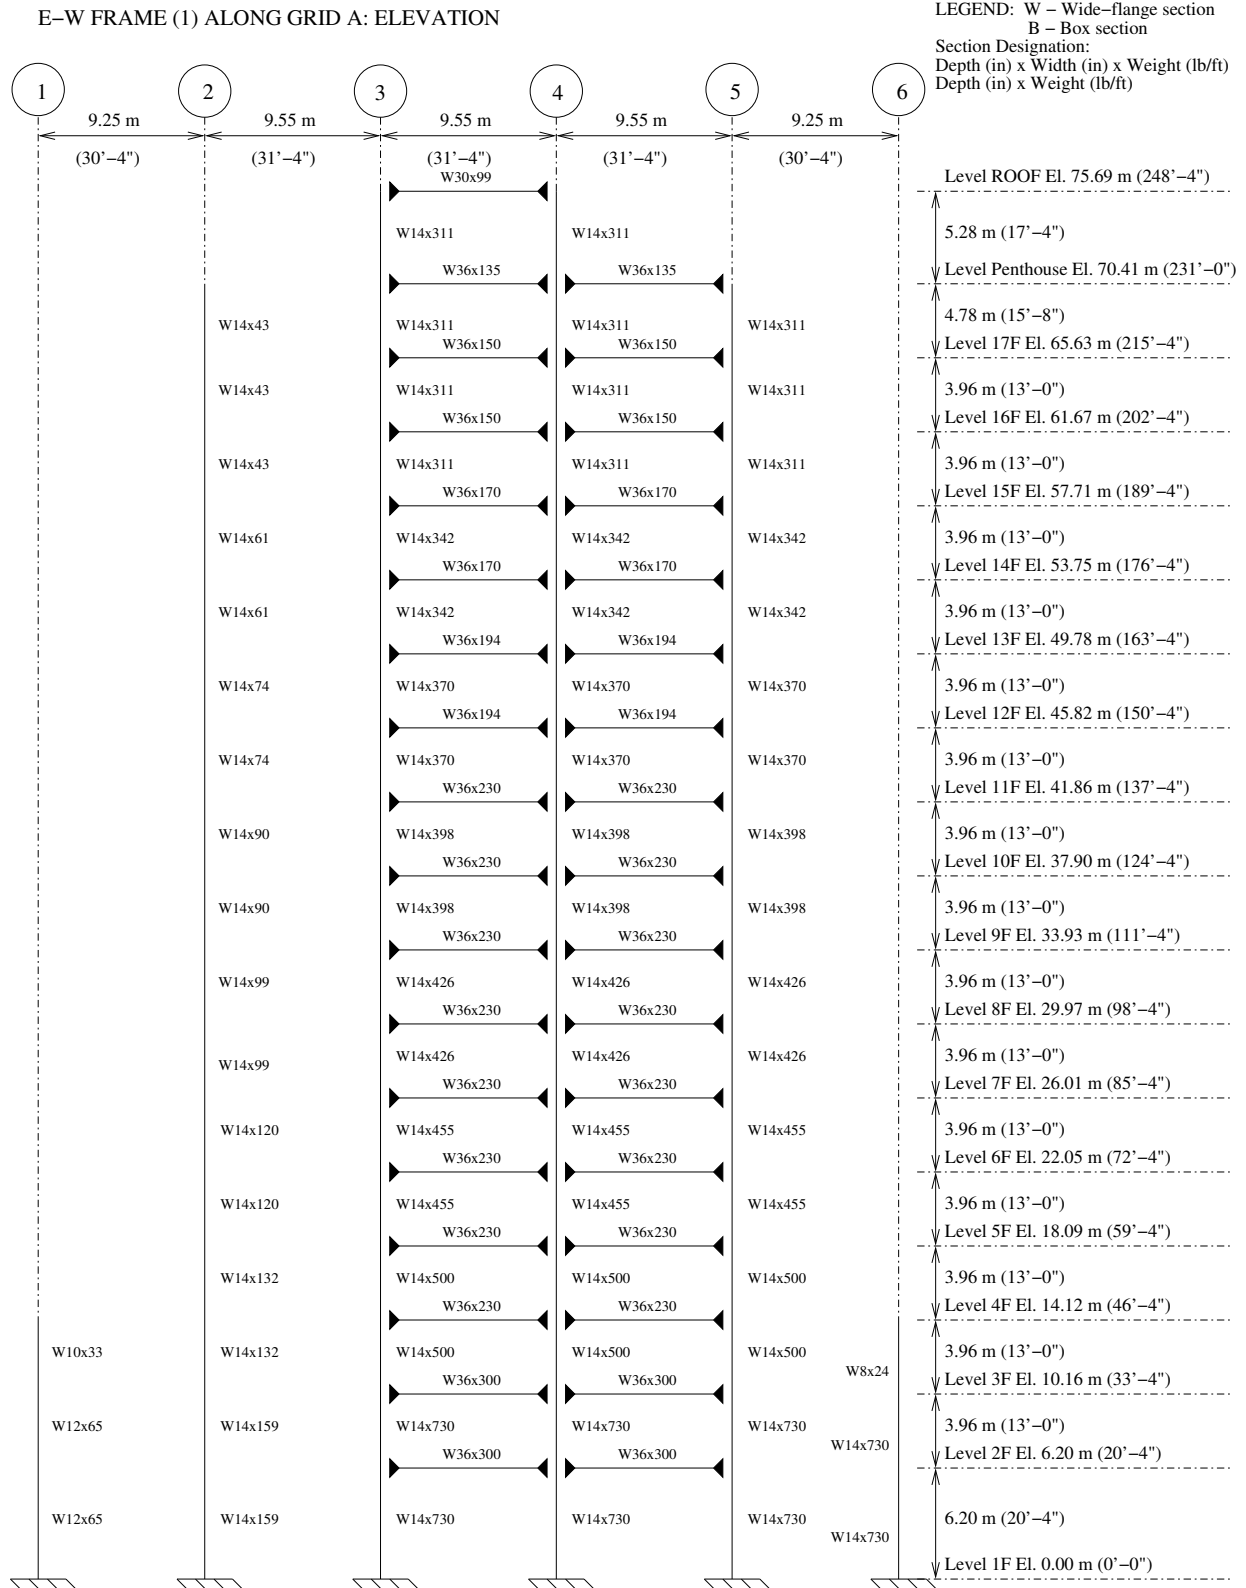 E−W FRAME (1) ALONG GRID A: ELEVATION
LEGEND: W − Wide−flange section
B − Box section
Section Designation:
Depth (in) x Width (in) x Weight (lb/ft)
Depth (in) x Weight (lb/ft)
1 2 3 4 5 6
9.25 m 9.55 m 9.55 m 9.55 m 9.25 m
(30’−4") (31’−4") (31’−4") (31’−4") (30’−4")
W30x99 Level ROOF El. 75.69 m (248’−4")
W14x311 W14x311 5.28 m (17’−4")
W36x135 W36x135 Level Penthouse El. 70.41 m (231’−0")
W14x43 W14x311 W14x311 W14x311 4.78 m (15’−8")
W36x150 W36x150 Level 17F El. 65.63 m (215’−4")
W14x43 W14x311 W14x311 W14x311 3.96 m (13’−0")
W36x150 W36x150 Level 16F El. 61.67 m (202’−4")
W14x43 W14x311 W14x311 W14x311 3.96 m (13’−0")
W36x170 W36x170 Level 15F El. 57.71 m (189’−4")
W14x61 W14x342 W14x342 W14x342 3.96 m (13’−0")
W36x170 W36x170 Level 14F El. 53.75 m (176’−4")
W14x61 W14x342 W14x342 W14x342 3.96 m (13’−0")
W36x194 W36x194 Level 13F El. 49.78 m (163’−4")
W14x74 W14x370 W14x370 W14x370 3.96 m (13’−0")
W36x194 W36x194 Level 12F El. 45.82 m (150’−4")
W14x74 W14x370 W14x370 W14x370 3.96 m (13’−0")
W36x230 W36x230 Level 11F El. 41.86 m (137’−4")
W14x90 W14x398 W14x398 W14x398 3.96 m (13’−0")
W36x230 W36x230 Level 10F El. 37.90 m (124’−4")
W14x90 W14x398 W14x398 W14x398 3.96 m (13’−0")
W36x230 W36x230 Level 9F El. 33.93 m (111’−4")
W14x99 W14x426 W14x426 W14x426 3.96 m (13’−0")
W36x230 W36x230 Level 8F El. 29.97 m (98’−4")
W14x99 W14x426 W14x426 W14x426 3.96 m (13’−0")
W36x230 W36x230 Level 7F El. 26.01 m (85’−4")
W14x120 W14x455 W14x455 W14x455 3.96 m (13’−0")
W36x230 W36x230 Level 6F El. 22.05 m (72’−4")
W14x120 W14x455 W14x455 W14x455 3.96 m (13’−0")
W36x230 W36x230 Level 5F El. 18.09 m (59’−4")
W14x132 W14x500 W14x500 W14x500 3.96 m (13’−0")
W36x230 W36x230 Level 4F El. 14.12 m (46’−4")
W10x33 W14x132 W14x500 W14x500 W14x500 W8x24 3.96 m (13’−0")
W36x300 W36x300 Level 3F El. 10.16 m (33’−4")
W12x65 W14x159 W14x730 W14x730 W14x730 W14x730 3.96 m (13’−0")
W36x300 W36x300 Level 2F El. 6.20 m (20’−4")
W12x65 W14x159 W14x730 W14x730 W14x730 W14x730 6.20 m (20’−4")
Level 1F El. 0.00 m (0’−0")